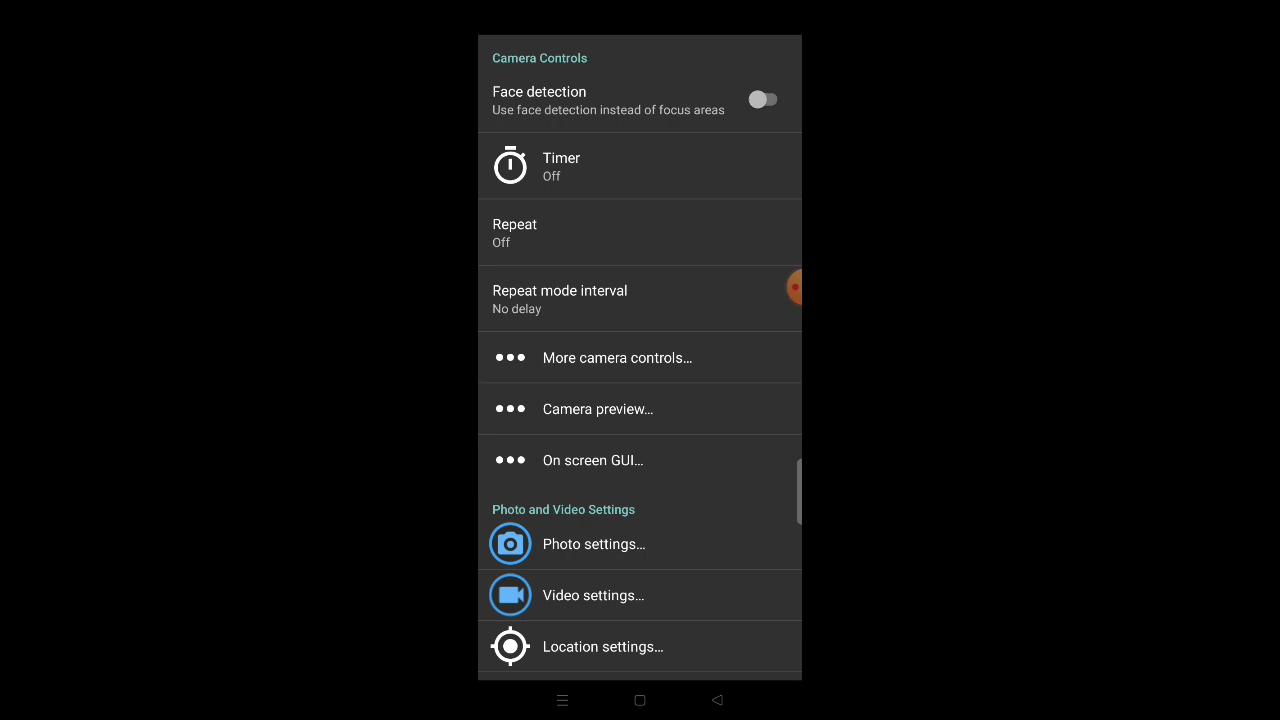 Camera Controls
Face detection
Use face detection instead of focus areas
Timer
Off
Repeat
Off
Repeat mode interval
No delay
More camera controls...
Camera preview...
On screen GUI...
Photo and Video Settings
Photo settings...
Video settings...
Location settings...